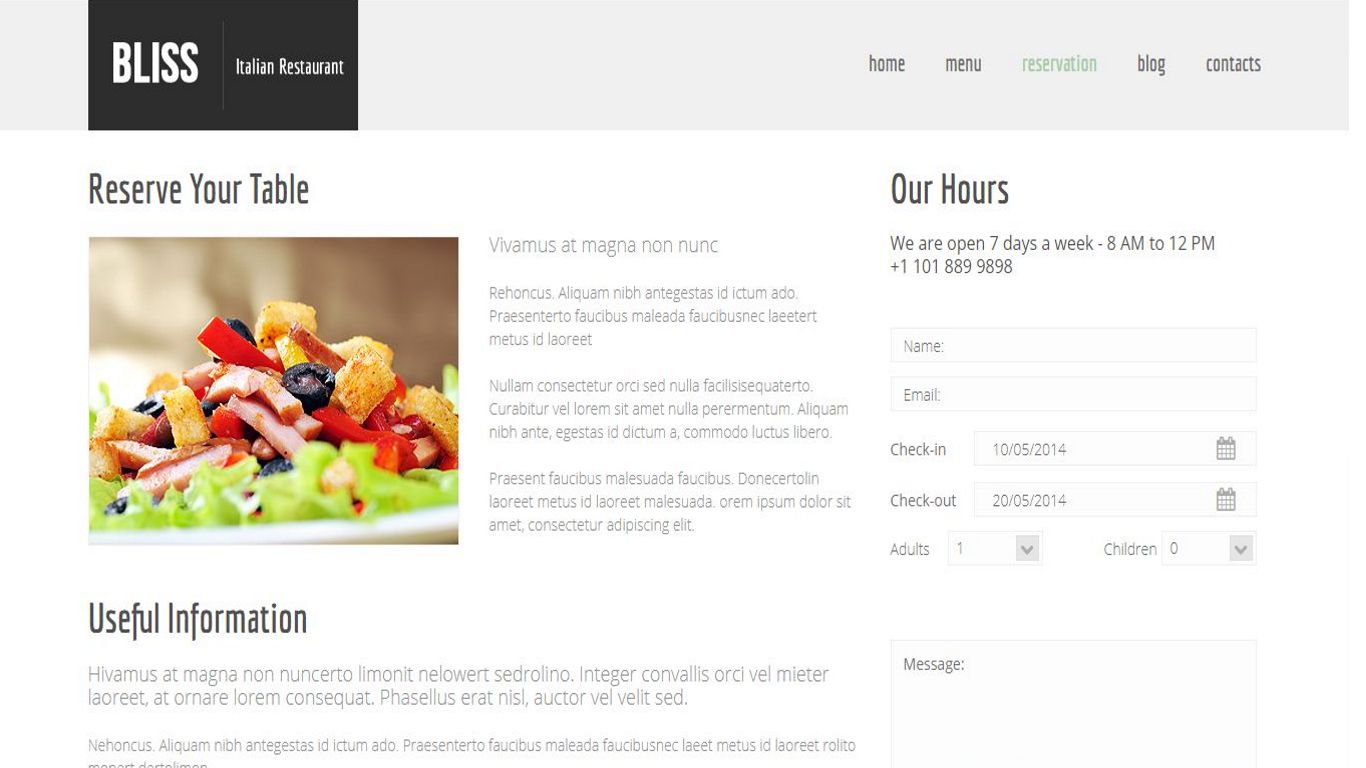 BLISS
Italian Restaurant
home menu reservation blog contacts
Reserve Your Table
Vivamus at magna non nunc
Rehoncus. Aliquam nibh antegestas id ictum ado.
Praesenterto faucibus maleada faucibusnec laeetert
metus id laoreet
Nullam consectetur orci sed nulla facilisisequaterto.
Curabitur vel lorem sit amet nulla perermentum. Aliquam
nibh ante, egestas id dictum a, commodo luctus libero.
Praesent faucibus malesuada faucibus. Donecertolin
laoreet metus id laoreet malesuada. orem ipsum dolor sit
amet, consectetur adipiscing elit.
Useful Information
Hivamus at magna non nuncerto limonit nelowert sedrolino. Integer convallis orci vel mieter
laoreet, at ornare lorem consequat. Phasellus erat nisl, auctor vel velit sed.
Nehoncus. Aliquam nibh antegestas id ictum ado. Praesenterto faucibus maleada faucibusnec laeet metus id laoreet rolito
Our Hours
We are open 7 days a week - 8 AM to 12 PM
+1 101 889 9898
Name:
Email:
Check-in 10/05/2014
Check-out 20/05/2014
Adults 1 Children 0
Message: